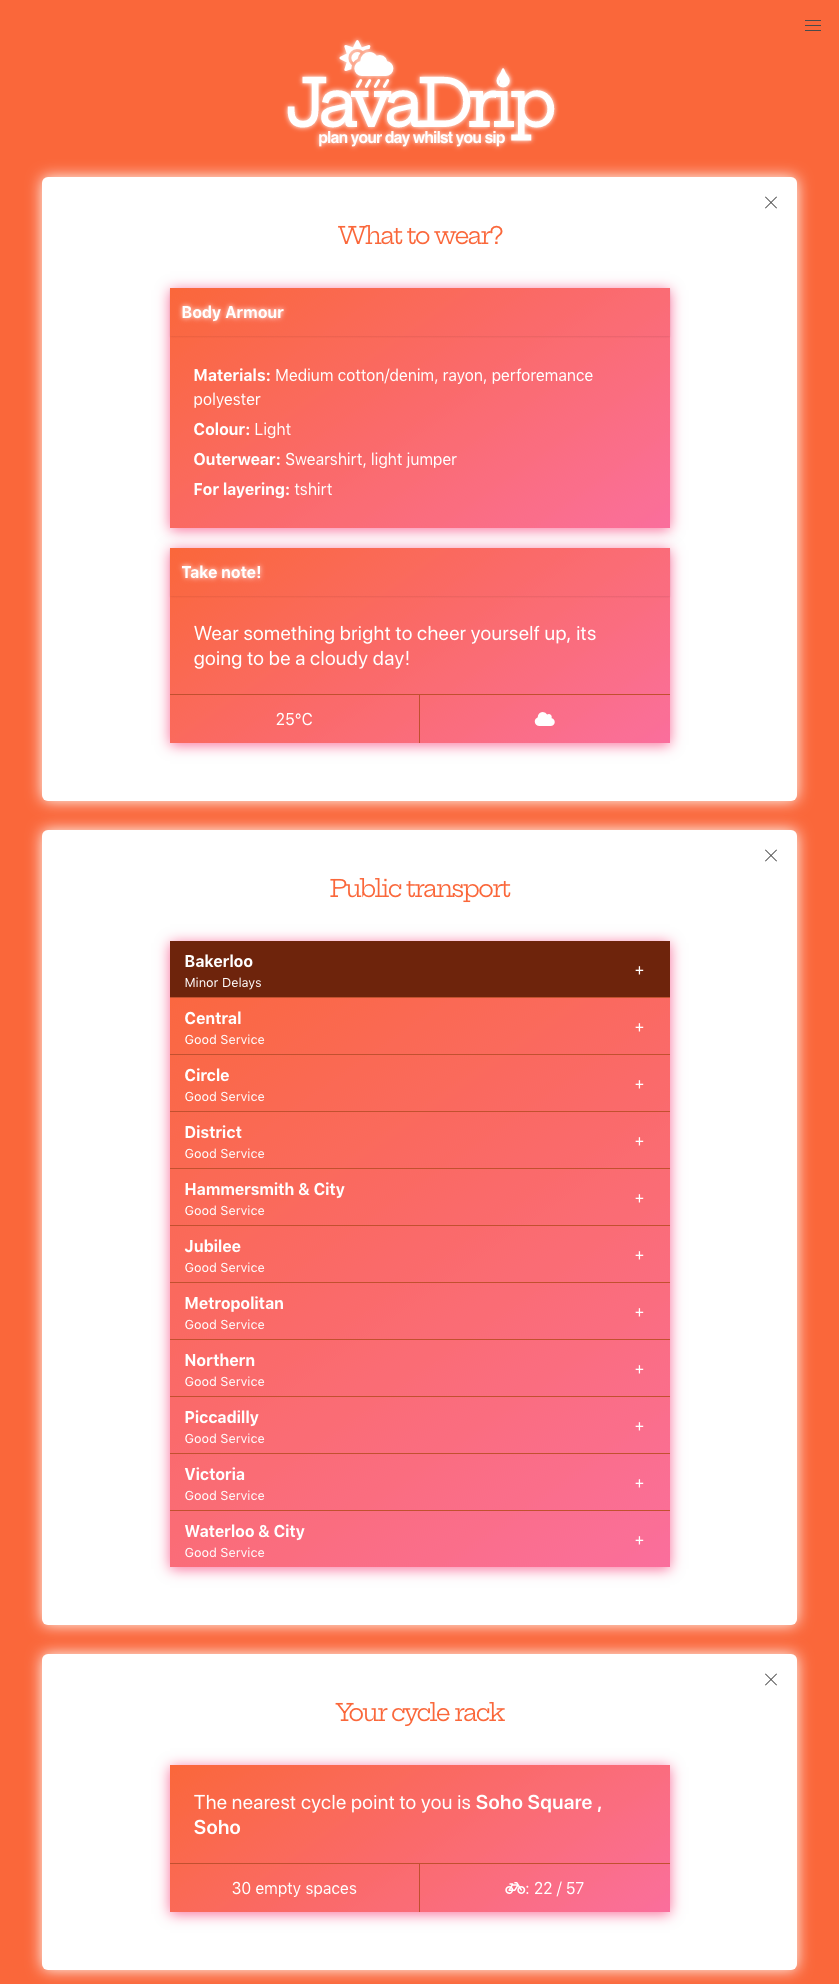 JavaDrip
plan your day whilst you sip
What to wear?
Body Armour
Materials: Medium cotton/denim, rayon, perforemance
polyester
Colour: Light
Outerwear: Swearshirt, light jumper
For layering: tshirt
Take note!
Wear something bright to cheer yourself up, its
going to be a cloudy day!
25°C
Public transport
Bakerloo
Minor Delays
+
Central
Good Service
+
Circle
Good Service
+
District
Good Service
+
Hammersmith & City
Good Service
+
Jubilee
Good Service
+
Metropolitan
Good Service
+
Northern
Good Service
+
Piccadilly
Good Service
+
Victoria
Good Service
+
Waterloo & City
Good Service
+
Your cycle rack
The nearest cycle point to you is Soho Square ,
Soho
30 empty spaces
: 22 / 57